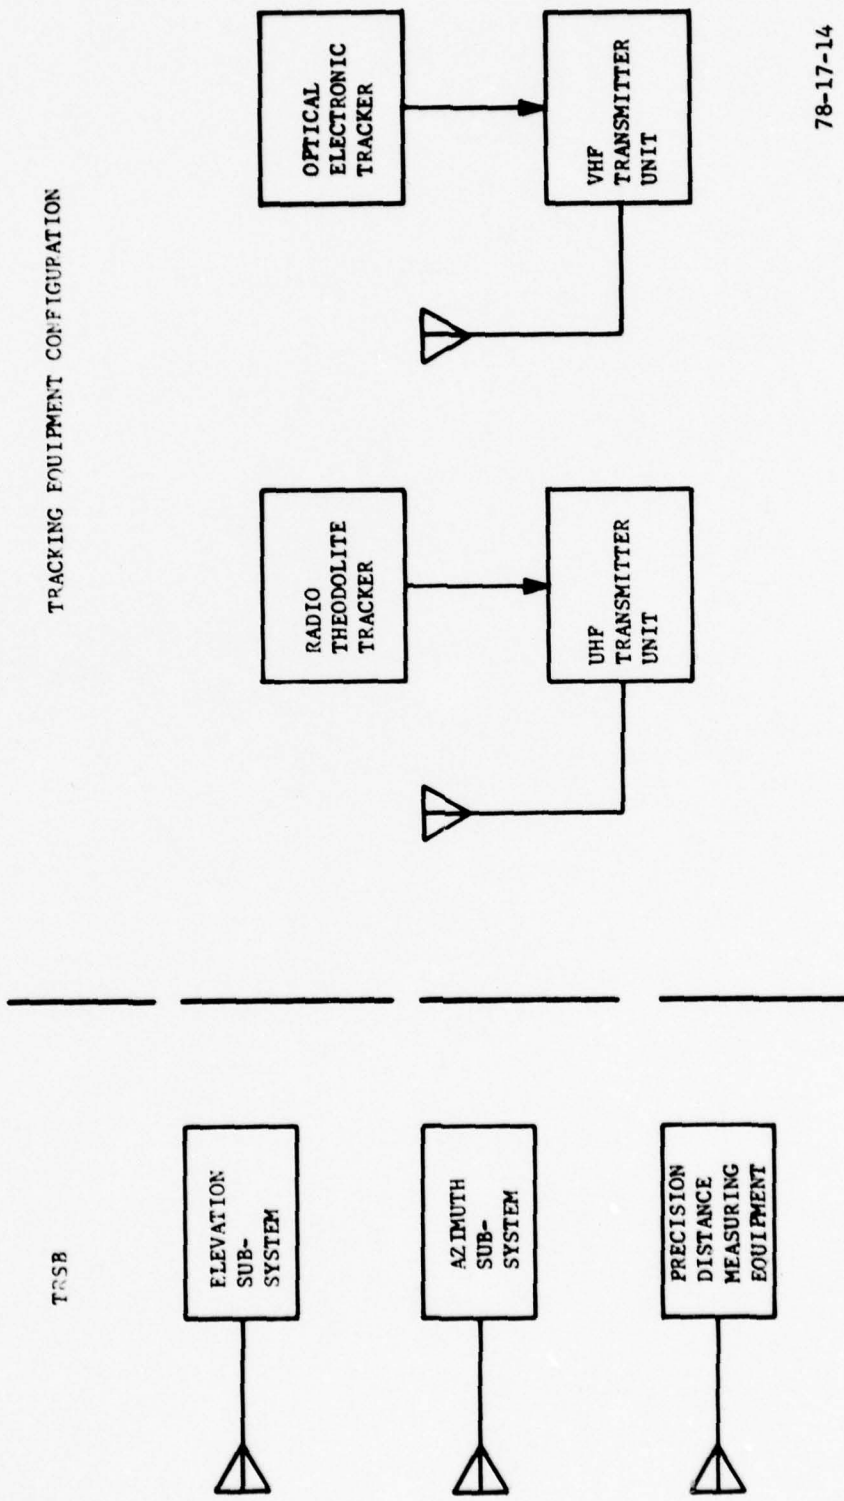 TRSB
TRACKING EQUIPMENT CONFIGURATION
ELEVATION
SUB-
SYSTEM
AZIMUTH
SUB-
SYSTEM
PRECISION
DISTANCE
MEASURING
EQUIPMENT
RADIO
THEODOLITE
TRACKER
UHF
TRANSMITTER
UNIT
OPTICAL
ELECTRONIC
TRACKER
VHF
TRANSMITTER
UNIT
78-17-14